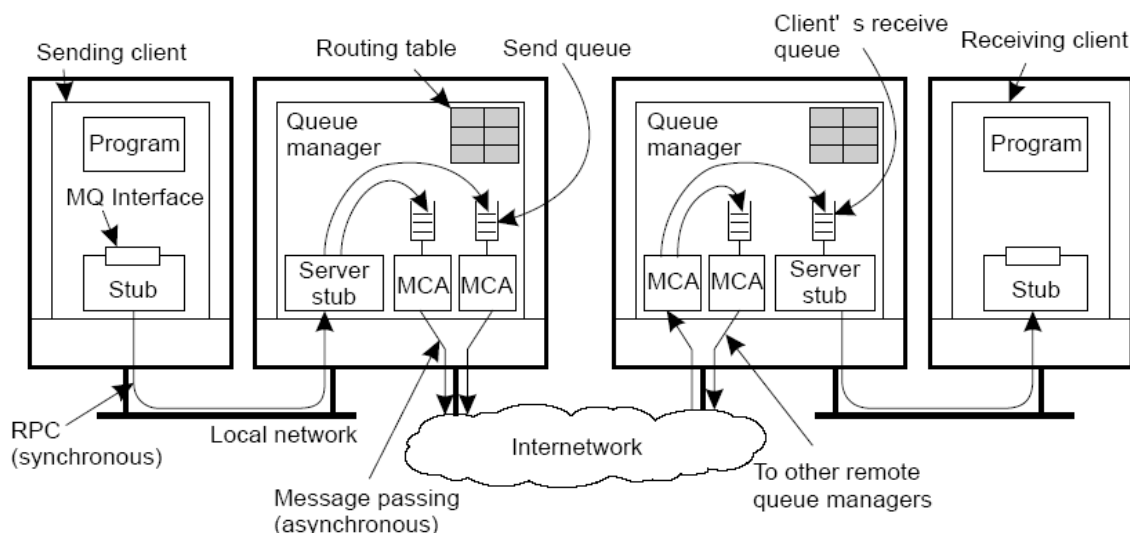 Sending client
Routing table
Send queue
Client' s receive
queue
Receiving client
Program
MQ Interface
Stub
Queue
manager
Server
stub
MCA
MCA
Queue
manager
MCA
MCA
Server
stub
Program
Stub
RPC
(synchronous)
Local network
Message passing
(asynchronous)
Internetwork
To other remote
queue managers